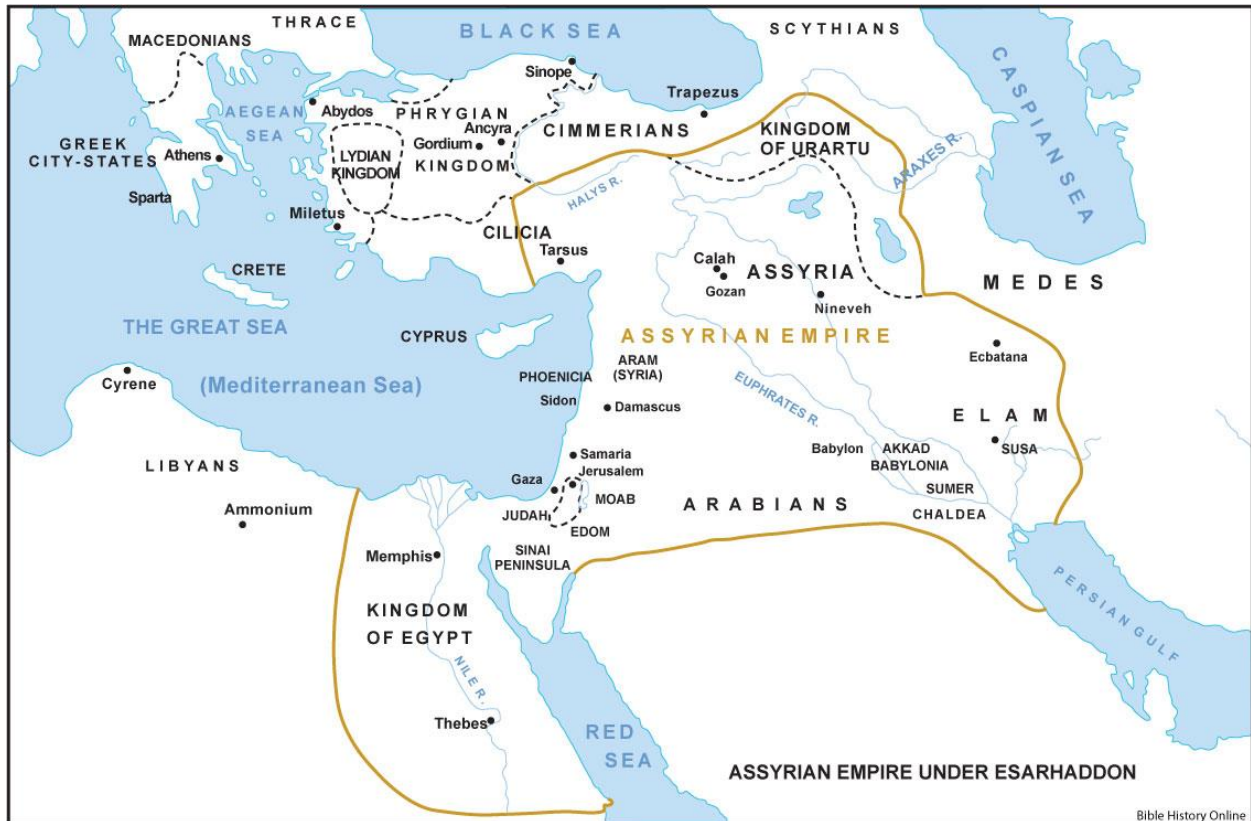 THRACE
MACEDONIANS
BLACK SEA
SCYTHIANS
CASPIAN SEA
Sinope
Trapezus
AEGEAN
SEA
Abydos
PHRYGIAN
KINGDOM
Ancyra
Gordium
CIMMERIANS
KINGDOM
OF URARTU
ARAXES R.
GREEK
CITY-STATES
Athens
Sparta
LYDIAN
KINGDOM
Miletus
HALYS R.
CILICIA
Tarsus
CRETE
Calah
Gozan
ASSYRIA
Nineveh
MEDES
THE GREAT SEA
(Mediterranean Sea)
CYPRUS
ASSYRIAN EMPIRE
Ecbatana
Cyrene
PHOENICIA
Sidon
ARAM
(SYRIA)
Damascus
EUPHRATES R.
ELAM
SUSA
LIBYANS
Ammonium
Samaria
Jerusalem
Gaza
MOAB
JUDAH
EDOM
SINAI
PENINSULA
Babylon
AKKAD
BABYLONIA
SUMER
CHALDEA
ARABIANS
PERSIAN GULF
Memphis
KINGDOM
OF EGYPT
NILE R.
Thebes
RED
SEA
ASSYRIAN EMPIRE UNDER ESARHADDON
Bible History Online